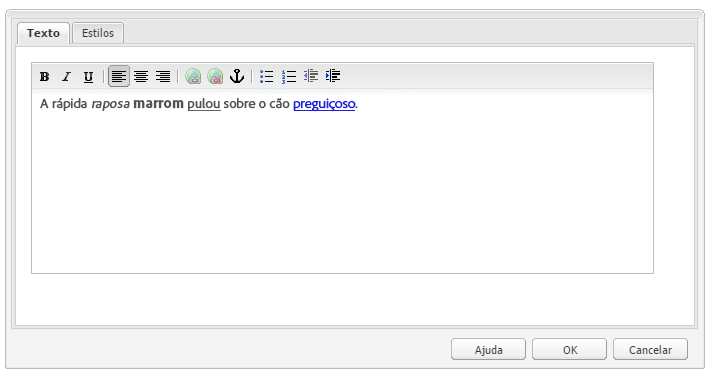 Texto Estilos
B I U
A rápida raposa marrom pulou sobre o cão preguiçoso.
Ajuda OK Cancelar